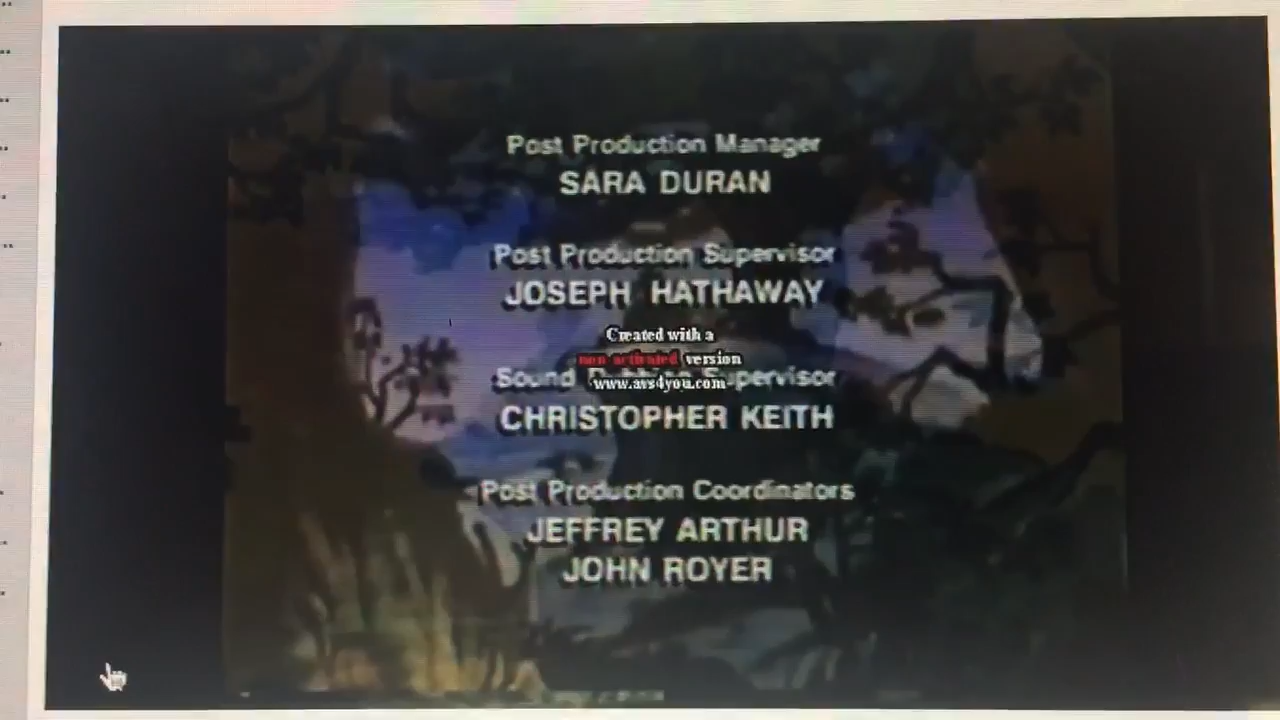 Post Production Manager
SARA DURAN
Post Production Supervisor
JOSEPH HATHAWAY
Created with a
non activated version
www.avs4you.com
Sound Supervisor
CHRISTOPHER KEITH
Post Production Coordinators
JEFFREY ARTHUR
JOHN ROYER